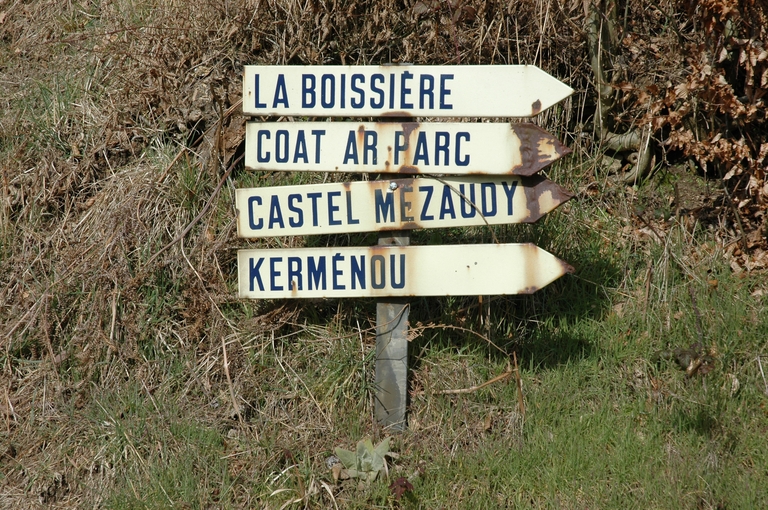 LA BOISSIÈRE
COAT AR PARC
CASTEL MEZAUDY
KERMÉNOU